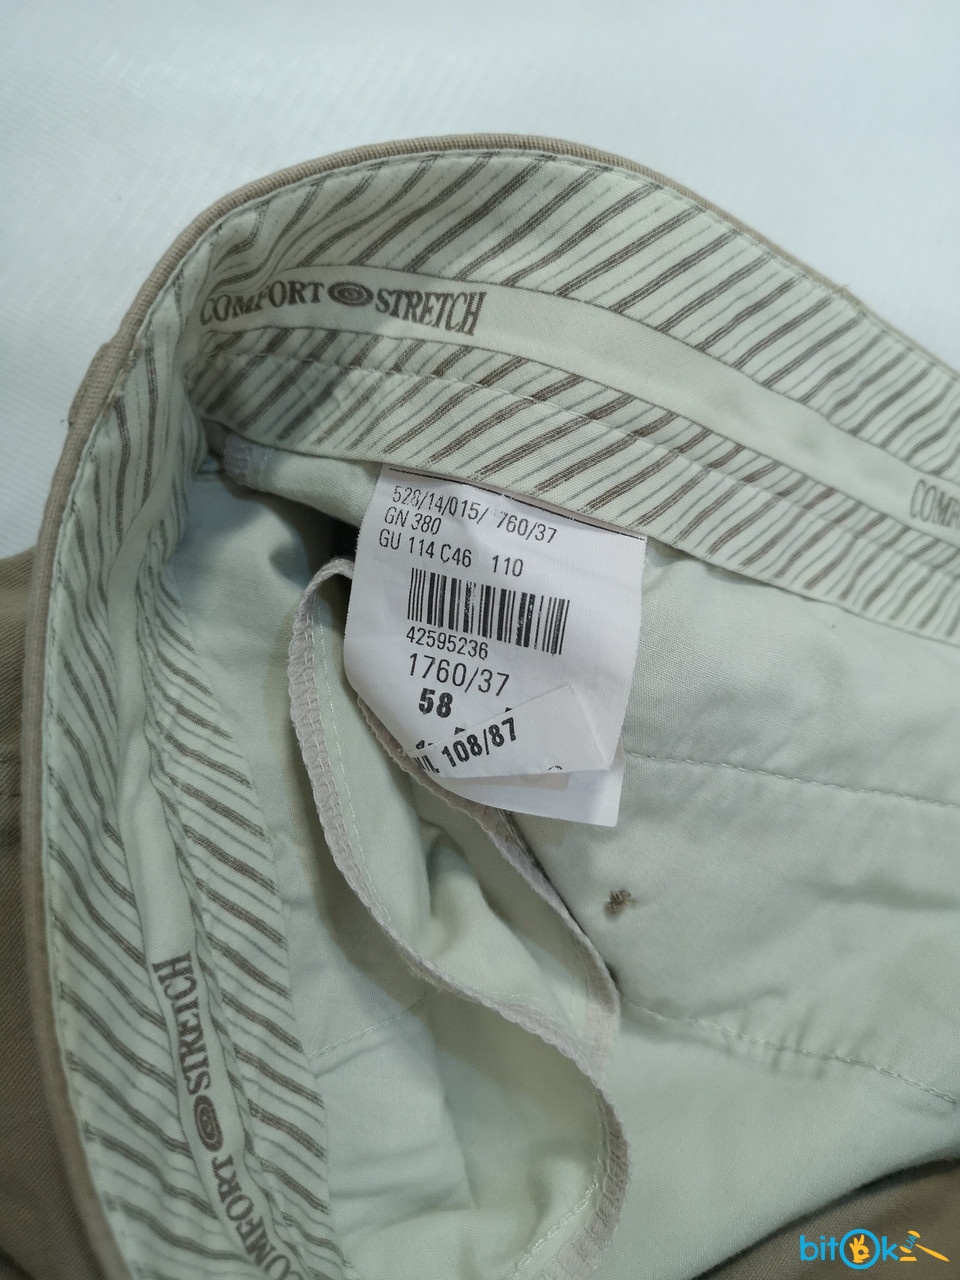 COMFORT STRETCH
528/14/015/ 760/37
GN 380
GU 114 C46 110
42595236
1760/37
58
108/87
COMFORT STRETCH
bitOk